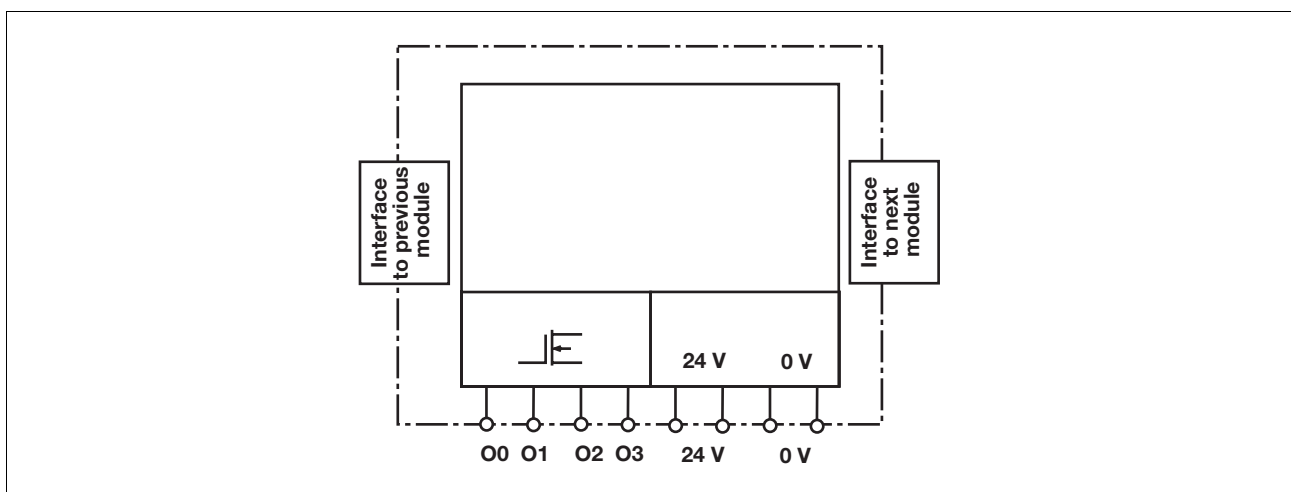 Interface
to previous
module
Interface
to next
module
24 V 0 V
O0 O1 O2 O3 24 V 0 V